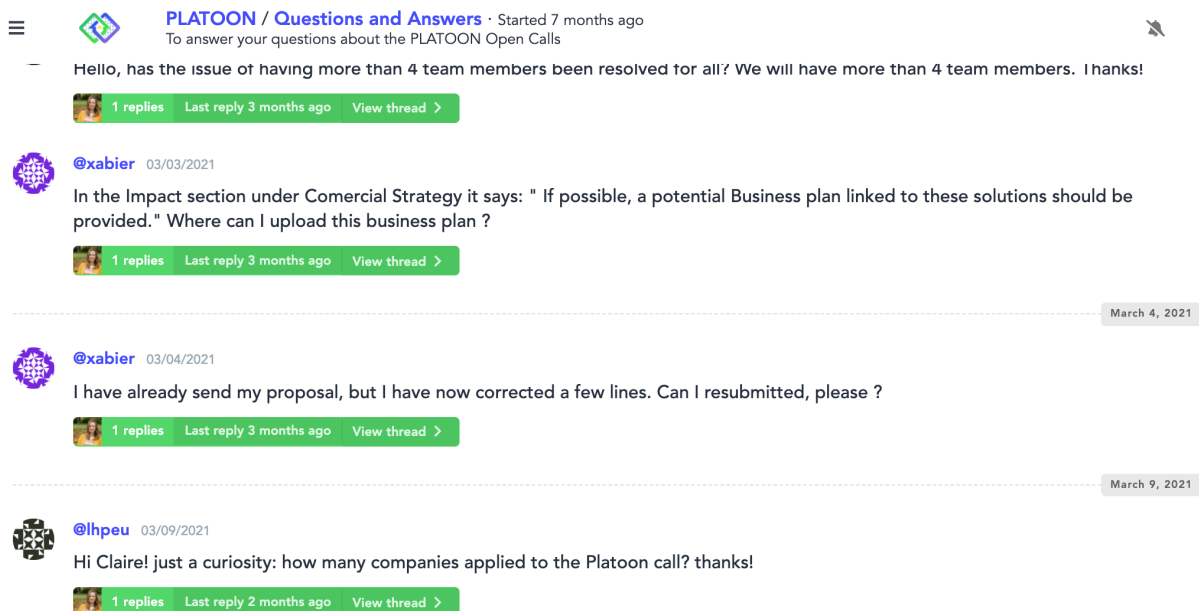 PLATOON / Questions and Answers · Started 7 months ago
To answer your questions about the PLATOON Open Calls
Hello, has the issue of having more than 4 team members been resolved for all? We will have more than 4 team members. Thanks!
1 replies Last reply 3 months ago View thread
@xabier 03/03/2021
In the Impact section under Comercial Strategy it says: " If possible, a potential Business plan linked to these solutions should be
provided." Where can I upload this business plan ?
1 replies Last reply 3 months ago View thread
March 4, 2021
@xabier 03/04/2021
I have already send my proposal, but I have now corrected a few lines. Can I resubmitted, please ?
1 replies Last reply 3 months ago View thread
March 9, 2021
@lhpeu 03/09/2021
Hi Claire! just a curiosity: how many companies applied to the Platoon call? thanks!
1 replies Last reply 2 months ago View thread